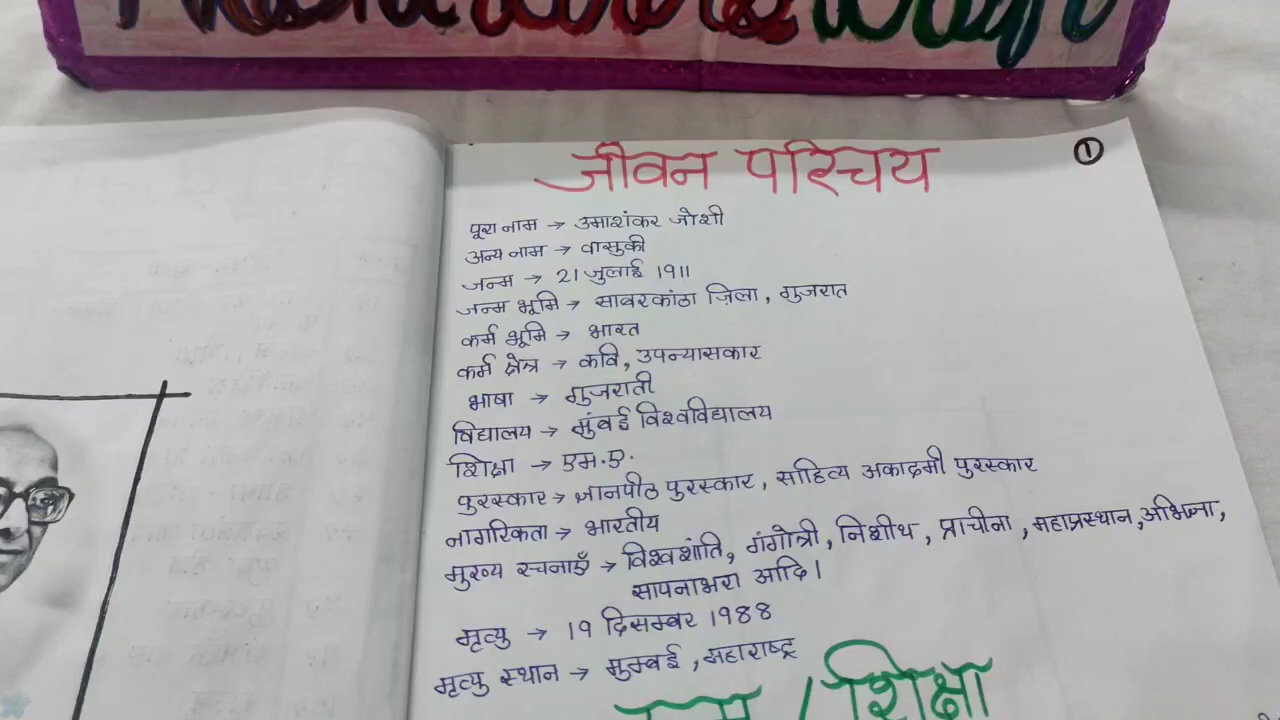 जीवन परिचय
①
पूरा नाम → उमाशंकर जोशी
अन्य नाम → वासुकी
जन्म → 21 जुलाई 1911
जन्म भूमि → सावरकांठा ज़िला, गुजरात
कर्म भूमि → भारत
कर्म क्षेत्र → कवि, उपन्यासकार
भाषा → गुजराती
विद्यालय → मुंबई विश्वविद्यालय
शिक्षा → एम.ए.
पुरस्कार → ज्ञानपीठ पुरस्कार, साहित्य अकादमी पुरस्कार
नागरिकता → भारतीय
मुख्य रचनाएँ → विश्वशांति, गंगोत्री, निशीथ, प्राचीना, महाप्रस्थान, अभिज्ञा,
सापनाभरा आदि।
मृत्यु → 19 दिसम्बर 1988
मृत्यु स्थान → मुम्बई, महाराष्ट्र
/ शिक्षा